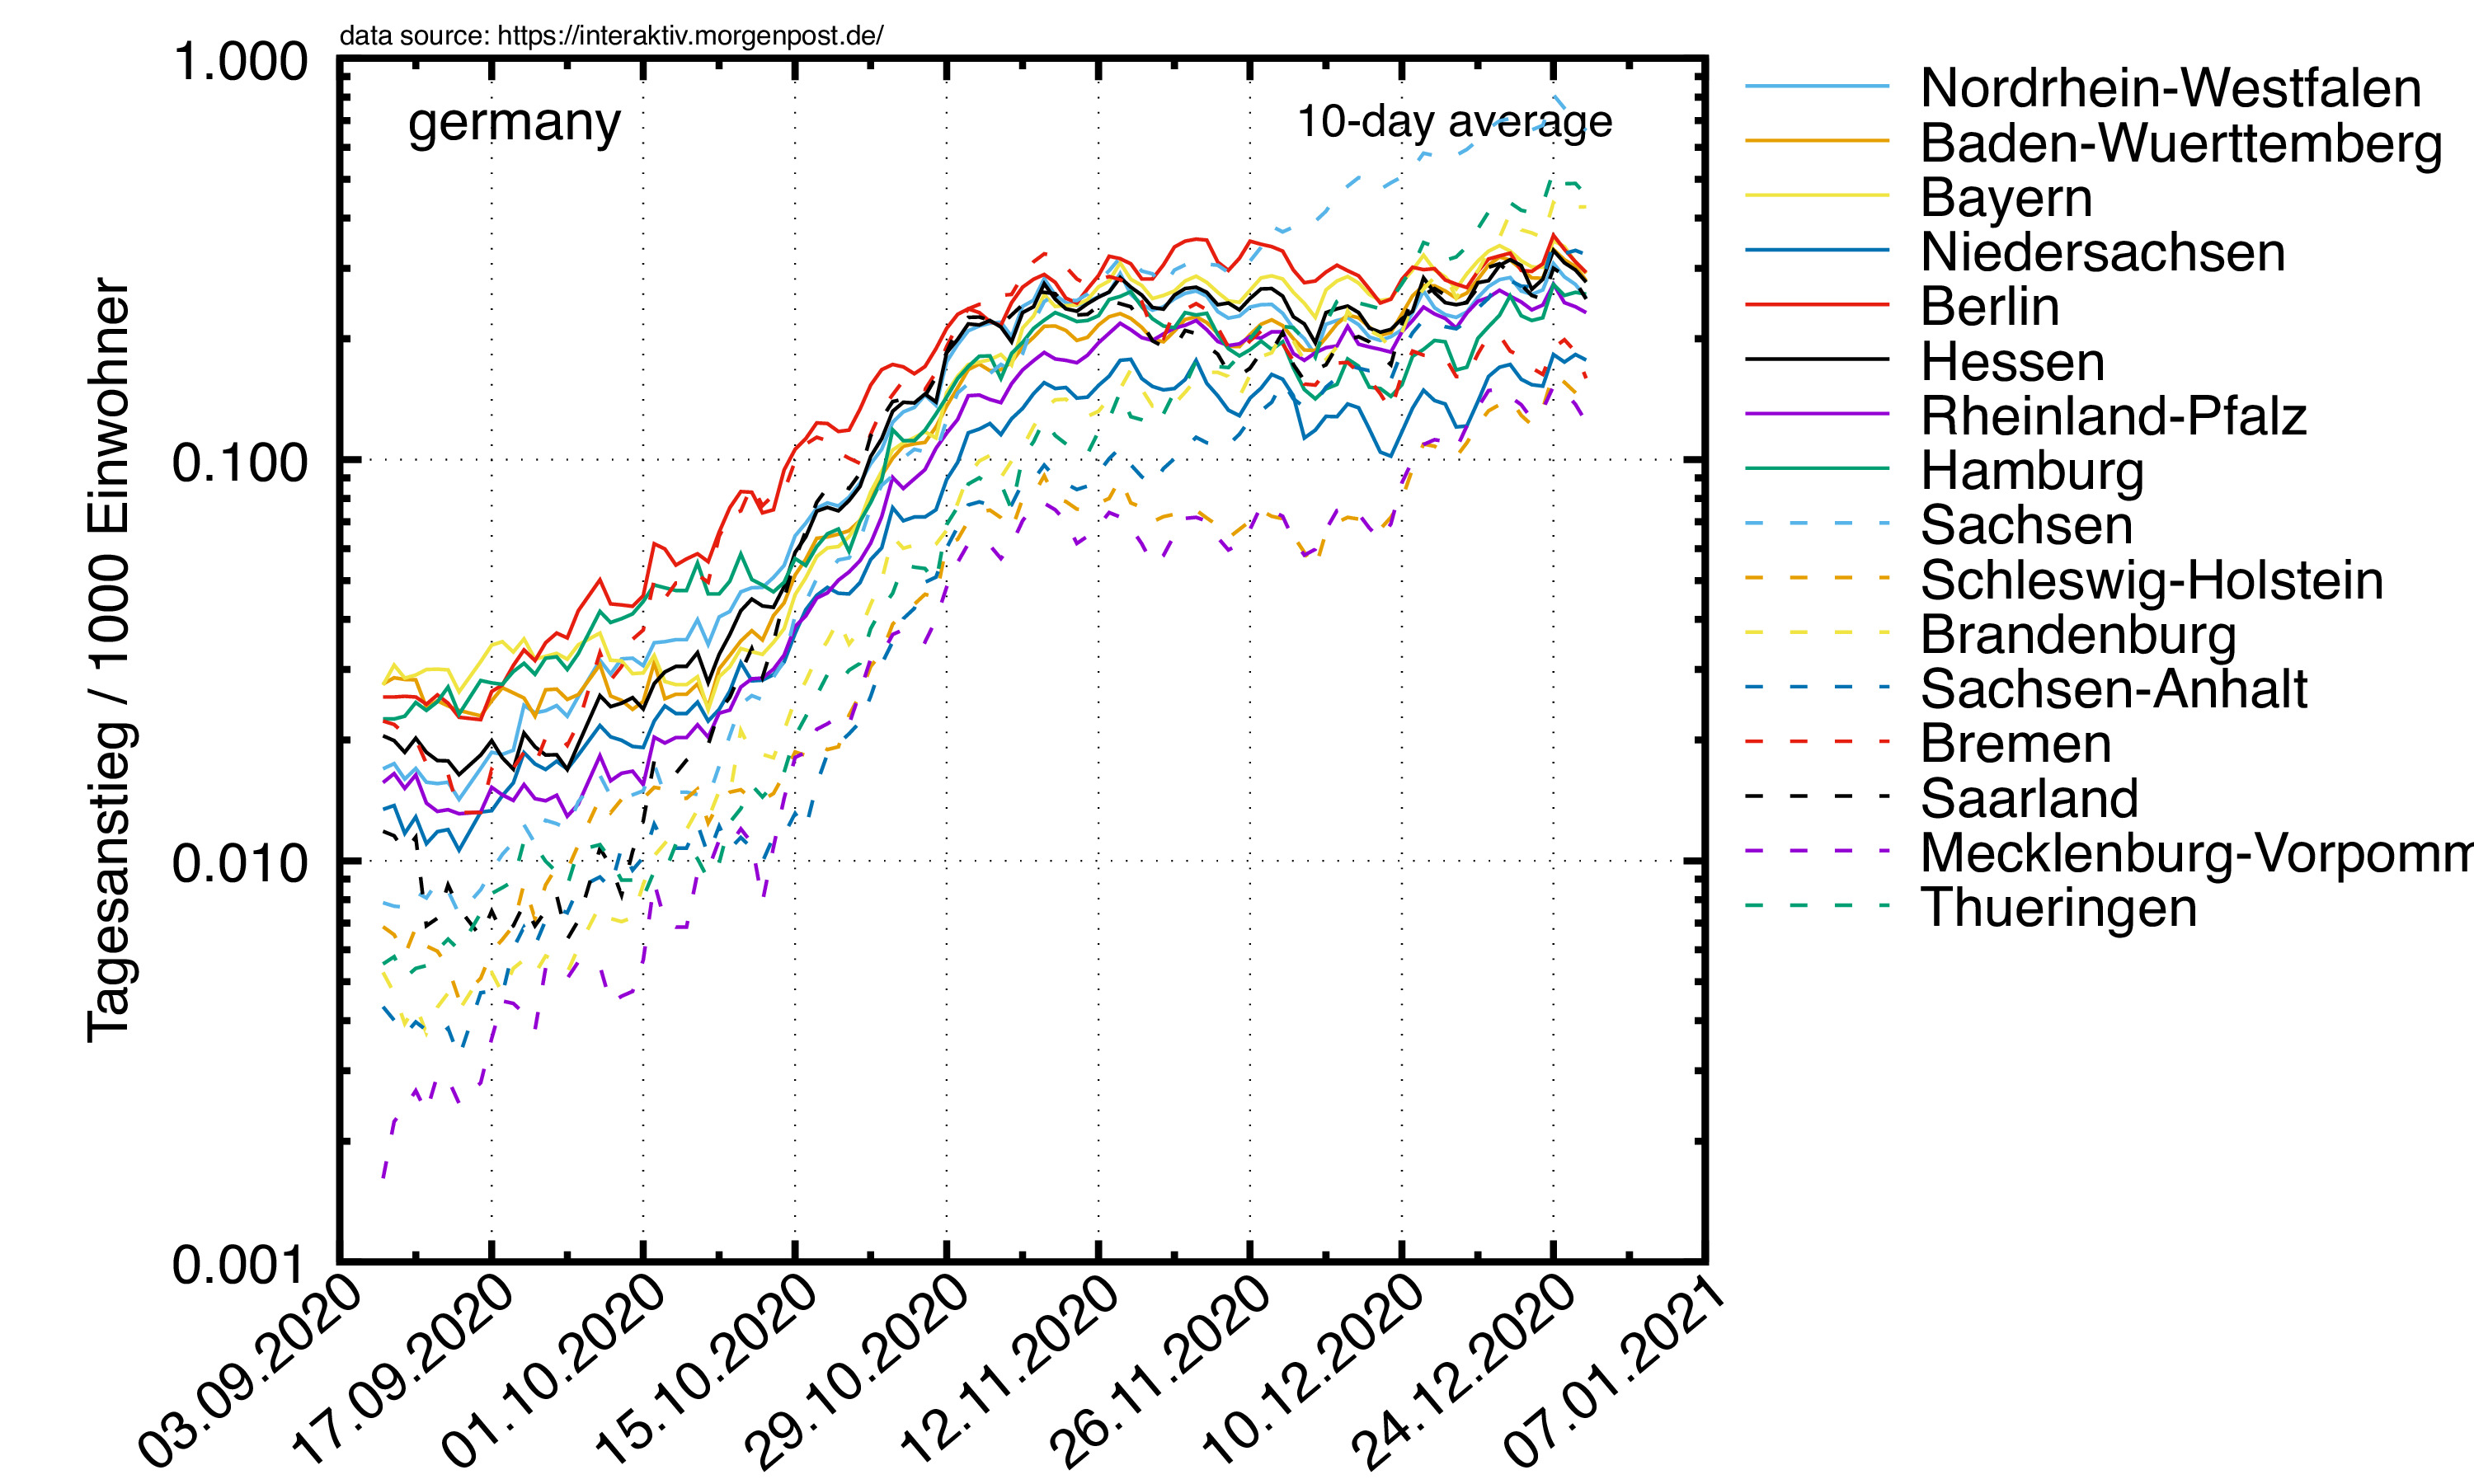 data source: https://interaktiv.morgenpost.de/
germany
10-day average
Tagesanstieg / 1000 Einwohner
1.000
0.100
0.010
0.001
03.09.2020
17.09.2020
01.10.2020
15.10.2020
29.10.2020
12.11.2020
26.11.2020
10.12.2020
24.12.2020
07.01.2021
Nordrhein-Westfalen
Baden-Wuerttemberg
Bayern
Niedersachsen
Berlin
Hessen
Rheinland-Pfalz
Hamburg
Sachsen
Schleswig-Holstein
Brandenburg
Sachsen-Anhalt
Bremen
Saarland
Mecklenburg-Vorpomm
Thueringen